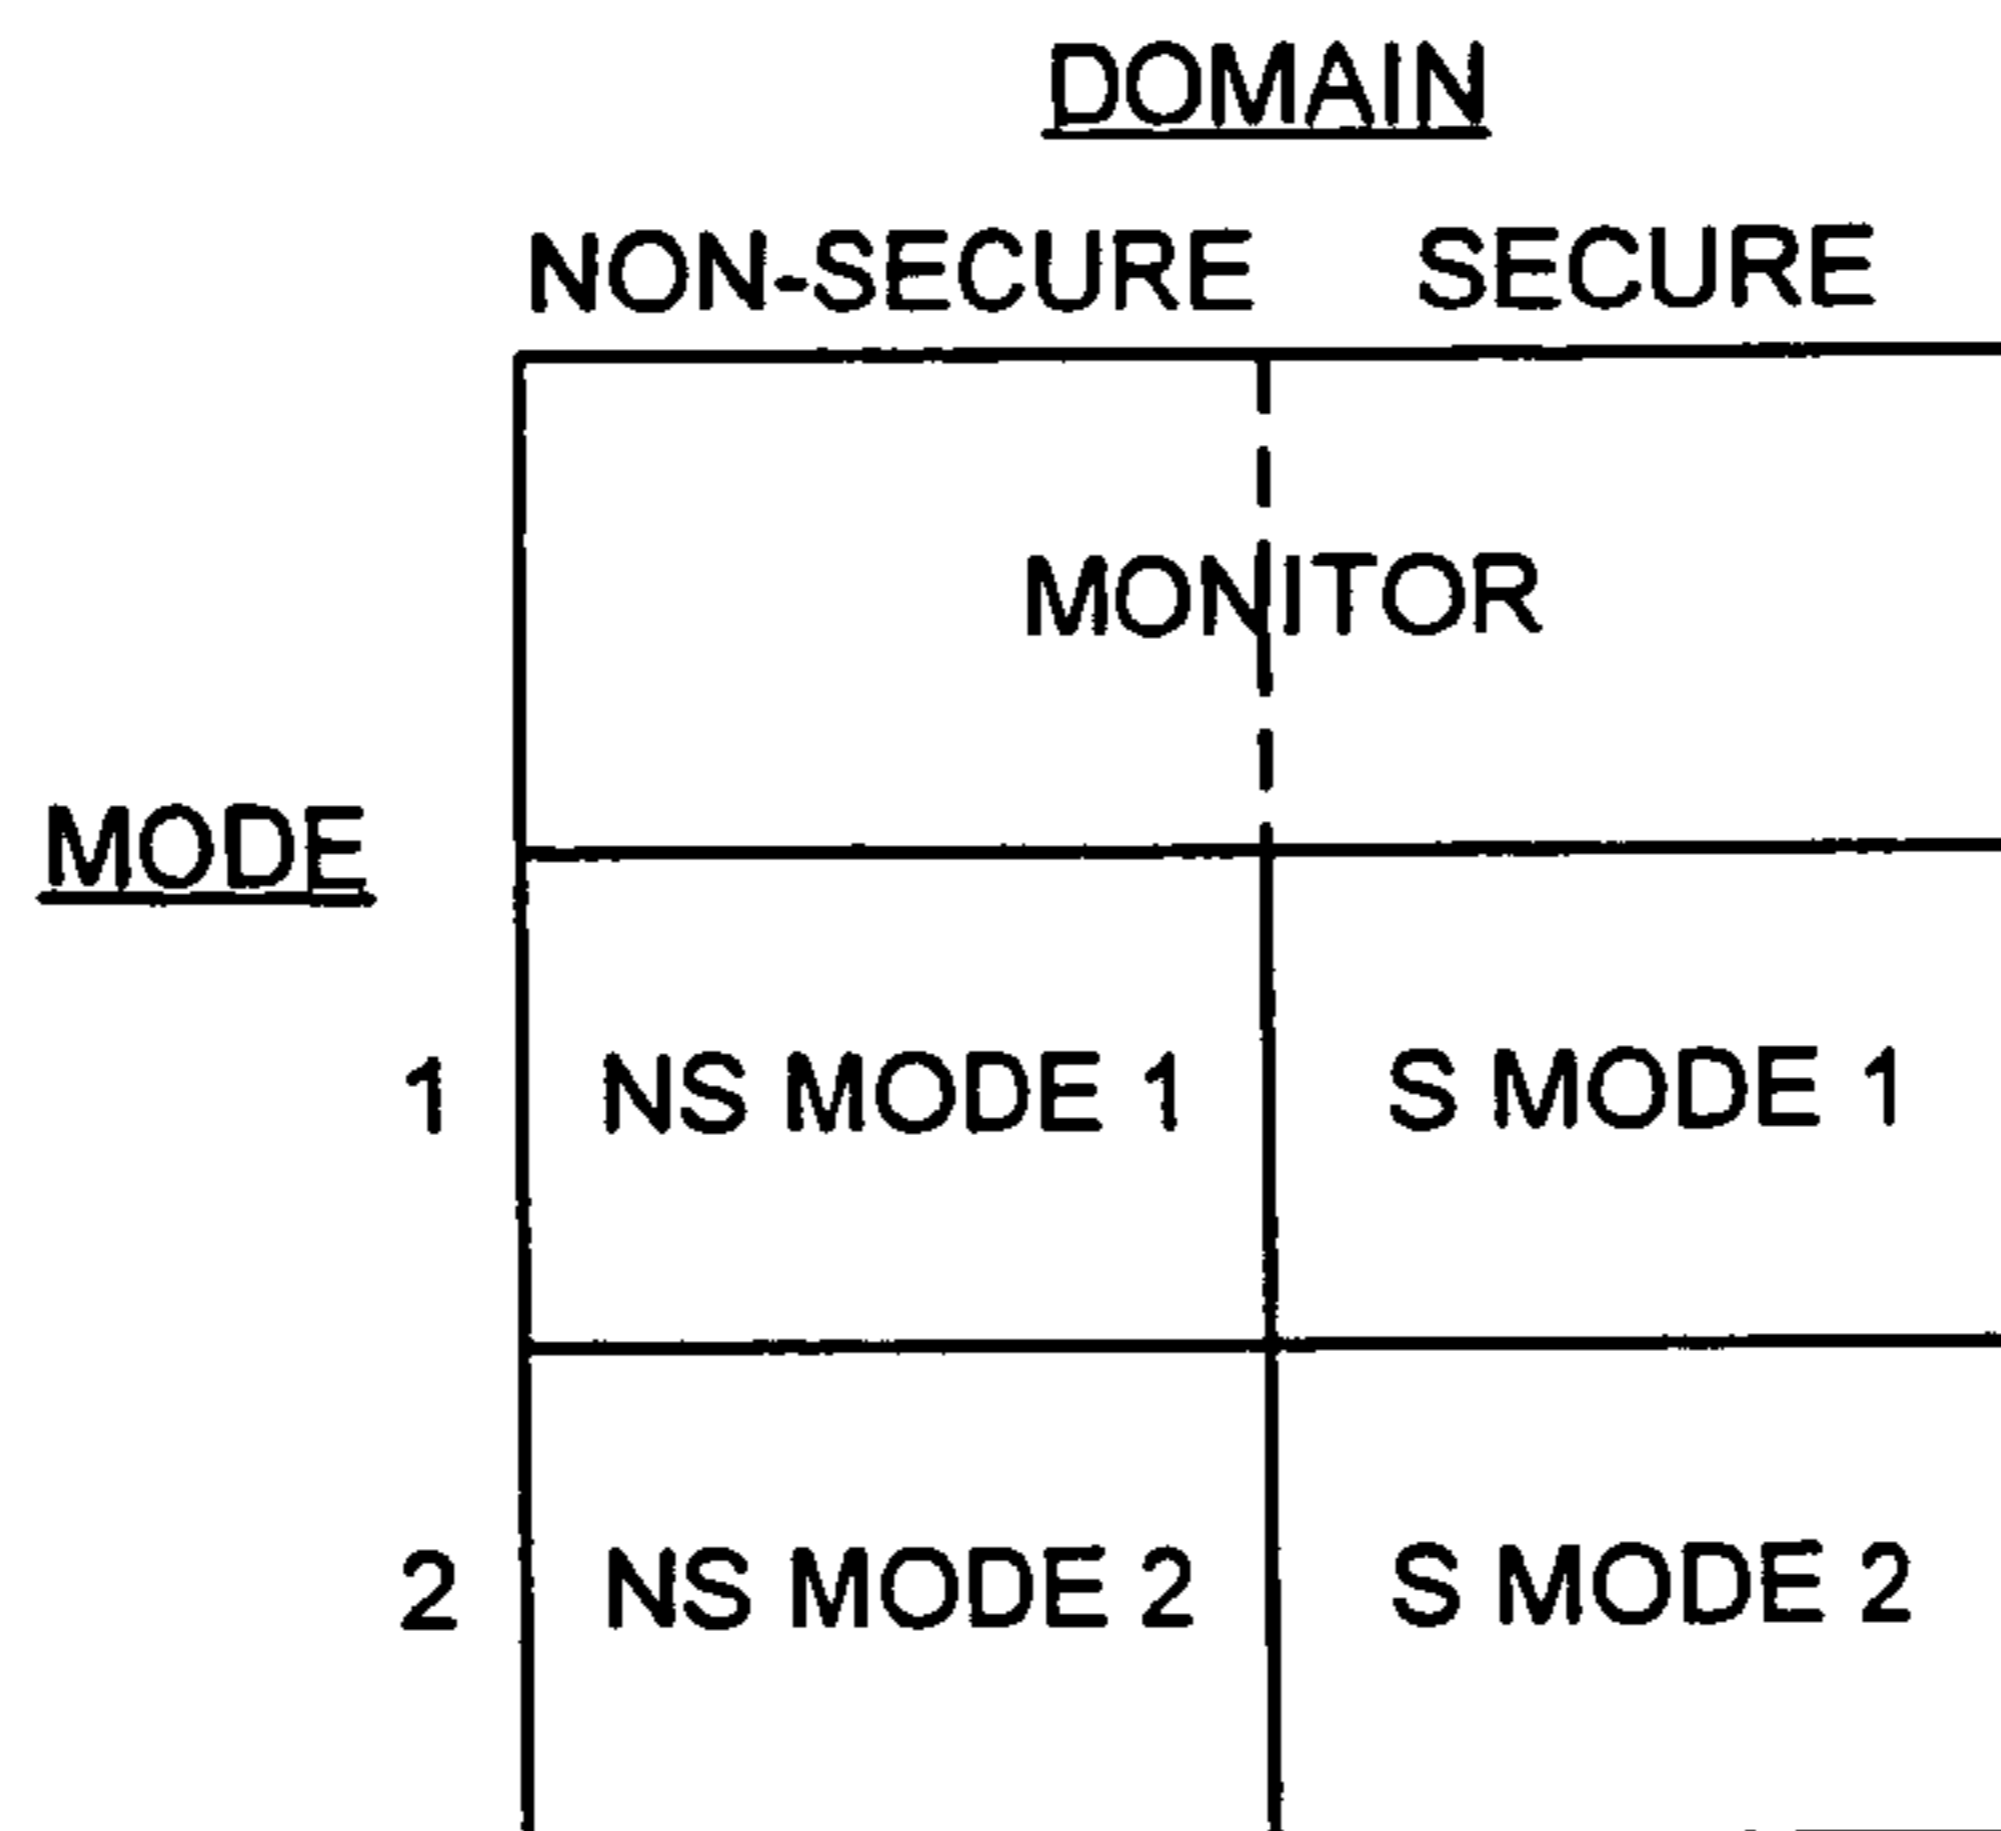 DOMAIN
NON-SECURE SECURE
MONITOR
MODE
1 NS MODE 1 S MODE 1
2 NS MODE 2 S MODE 2